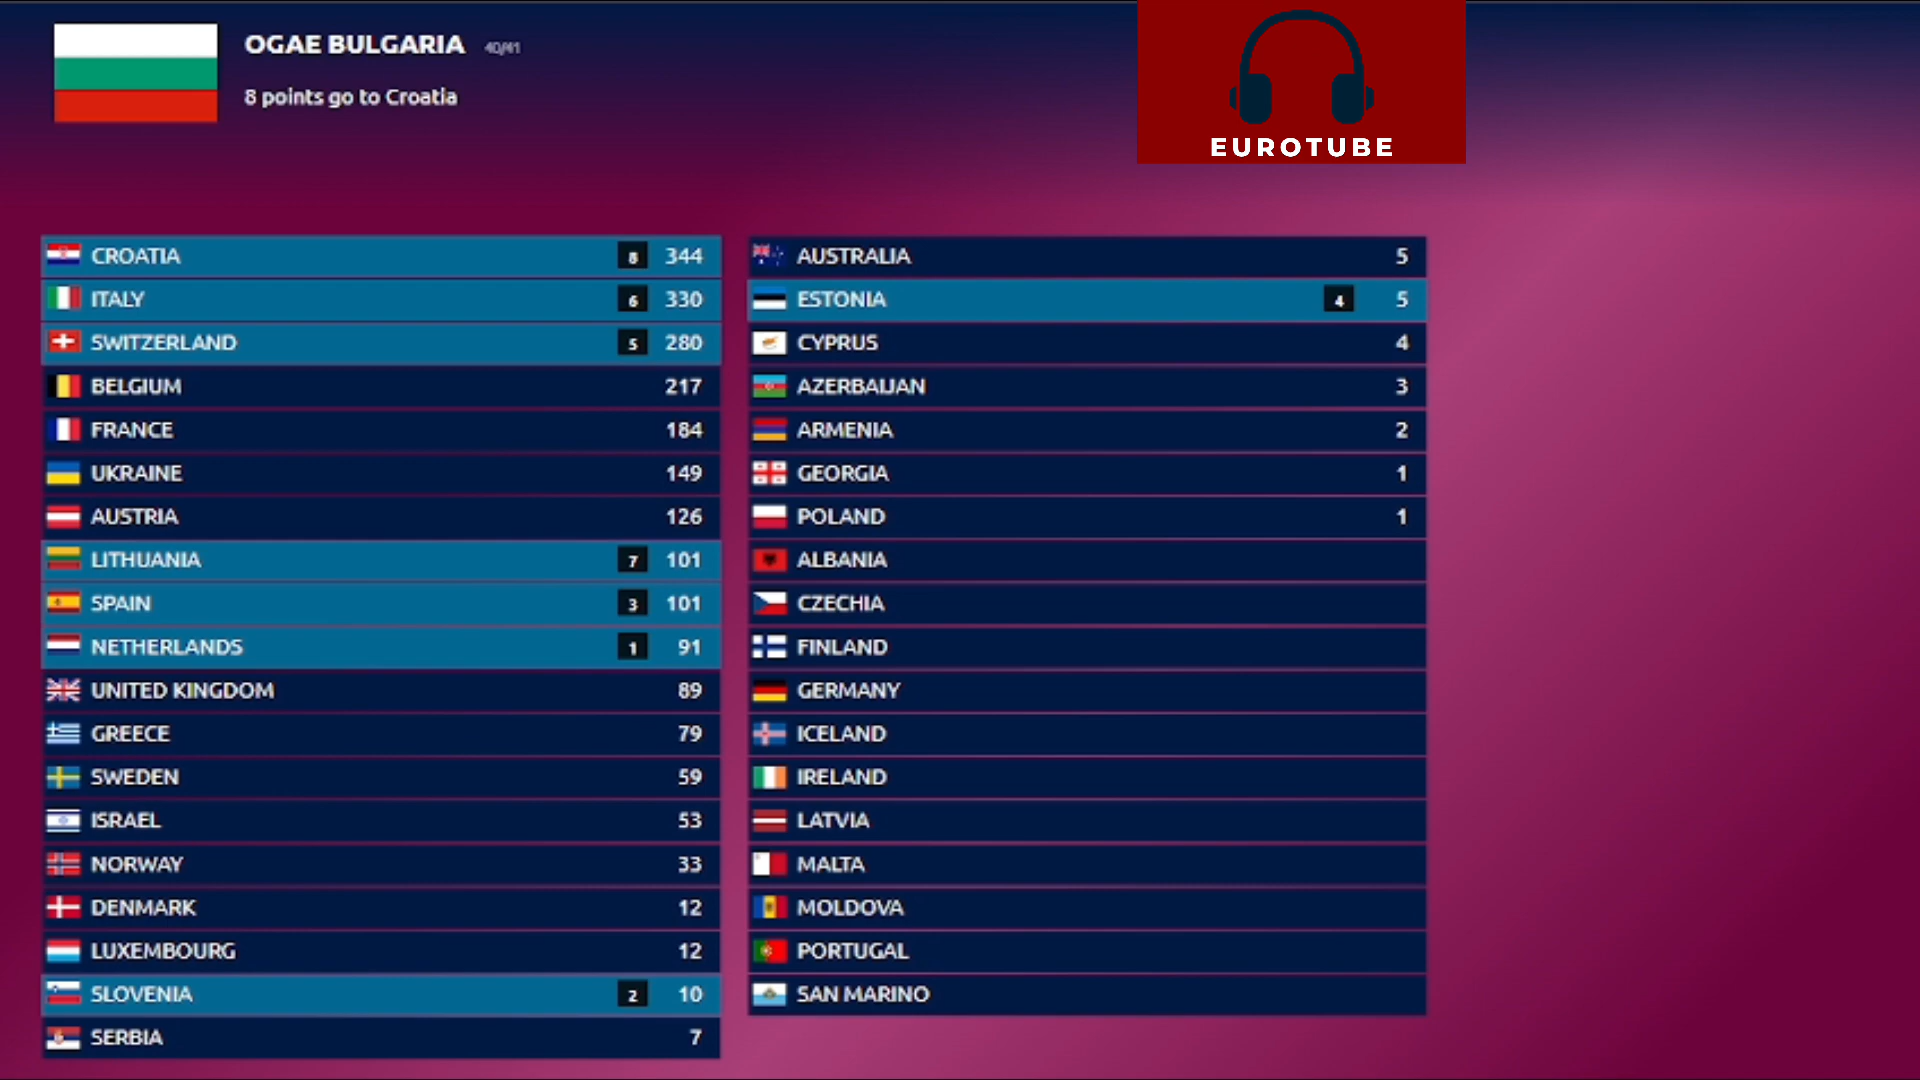 OGAE BULGARIA 40/41
8 points go to Croatia
EUROTUBE
CROATIA 8 344
ITALY 6 330
SWITZERLAND 5 280
BELGIUM 217
FRANCE 184
UKRAINE 149
AUSTRIA 126
LITHUANIA 7 101
SPAIN 3 101
NETHERLANDS 1 91
UNITED KINGDOM 89
GREECE 79
SWEDEN 59
ISRAEL 53
NORWAY 33
DENMARK 12
LUXEMBOURG 12
SLOVENIA 2 10
SERBIA 7
AUSTRALIA 5
ESTONIA 4 5
CYPRUS 4
AZERBAIJAN 3
ARMENIA 2
GEORGIA 1
POLAND 1
ALBANIA
CZECHIA
FINLAND
GERMANY
ICELAND
IRELAND
LATVIA
MALTA
MOLDOVA
PORTUGAL
SAN MARINO